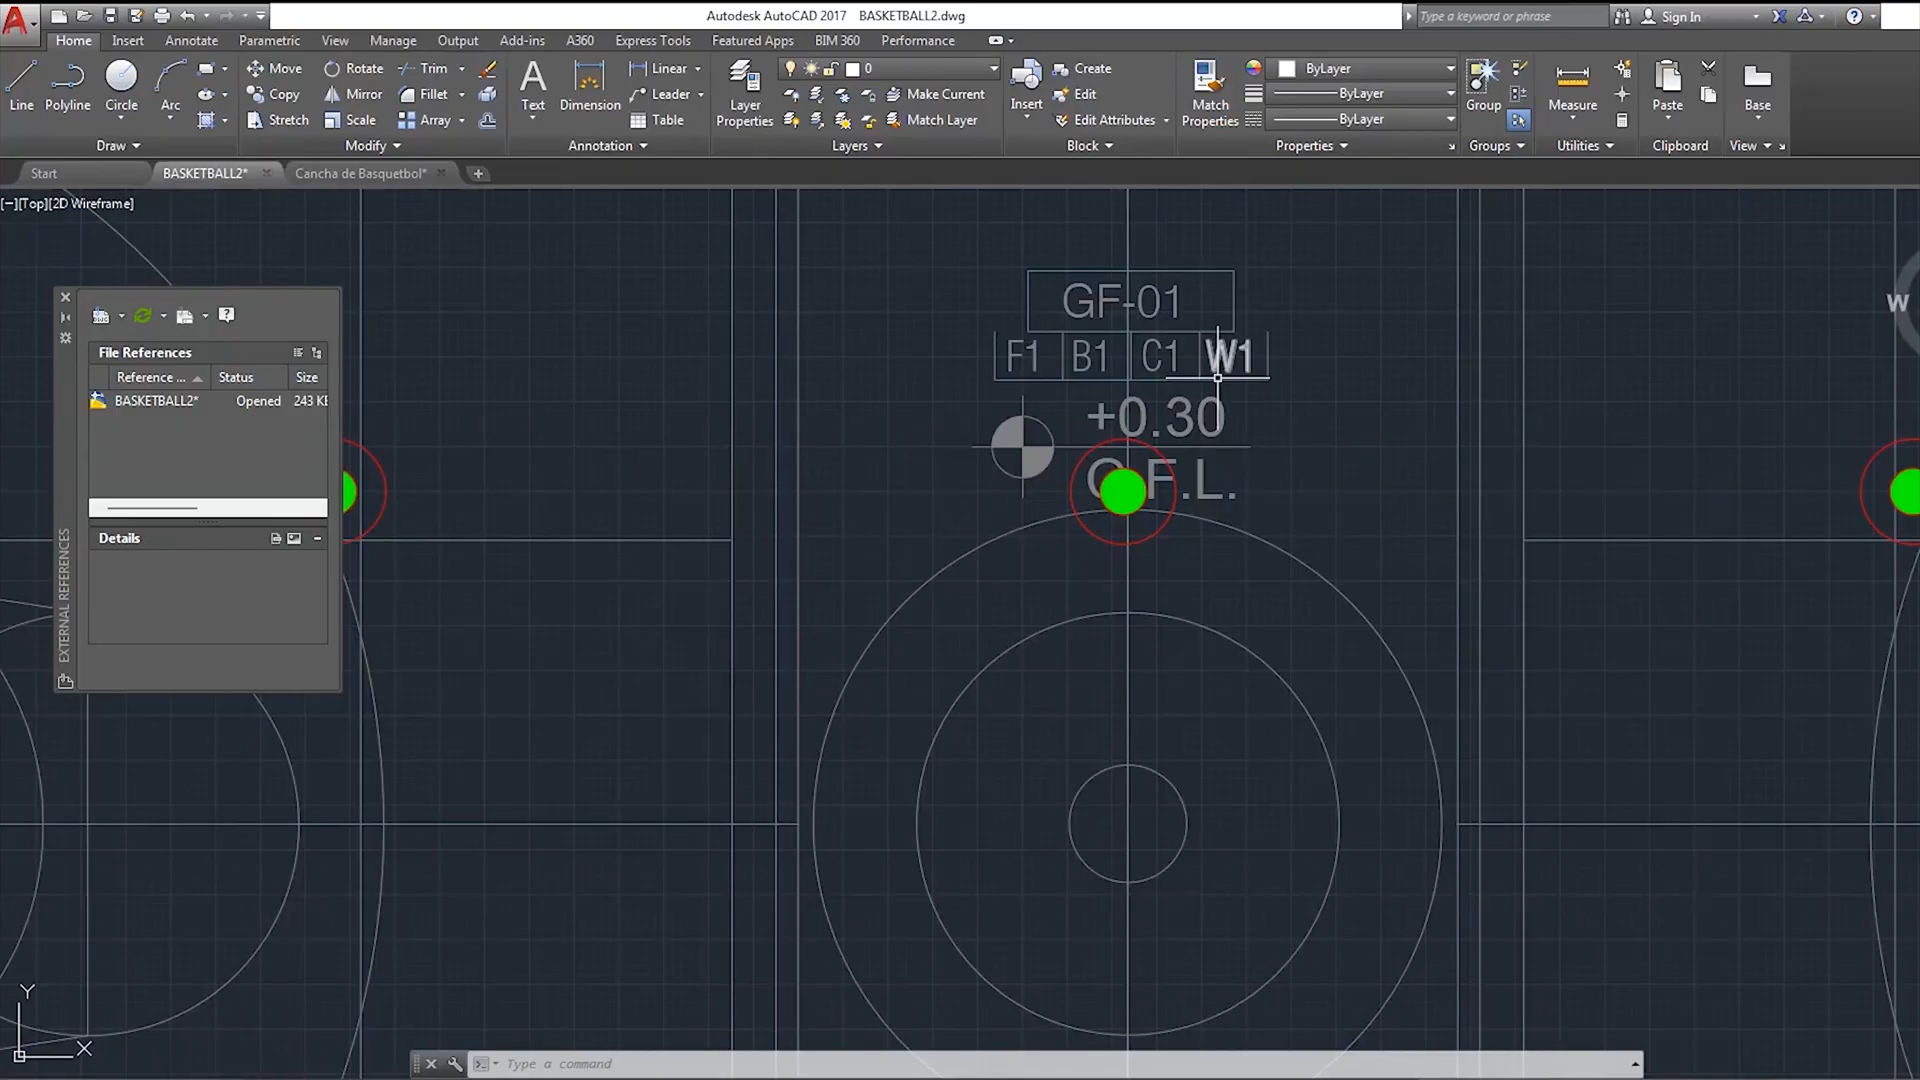 Autodesk AutoCAD 2017 BASKETBALL2.dwg
Type a keyword or phrase
Sign In
Home Insert Annotate Parametric View Manage Output Add-ins A360 Express Tools Featured Apps BIM 360 Performance
Line Polyline Circle Arc
Move Rotate Trim
Copy Mirror Fillet
Stretch Scale Array
Text Dimension
Linear
Leader
Table
Layer Properties
0
Make Current
Match Layer
Insert
Create
Edit
Edit Attributes
Match Properties
ByLayer
ByLayer
ByLayer
Group Measure Paste Base
Draw Modify Annotation Layers Block Properties Groups Utilities Clipboard View
Start BASKETBALL2* Cancha de Basquetbol*
[−][Top][2D Wireframe]
File References
Reference ... Status Size
BASKETBALL2* Opened 243 KB
Details
EXTERNAL REFERENCES
GF-01
F1 B1 C1 W1
+0.30
F.L.
W
Y
X
Type a command